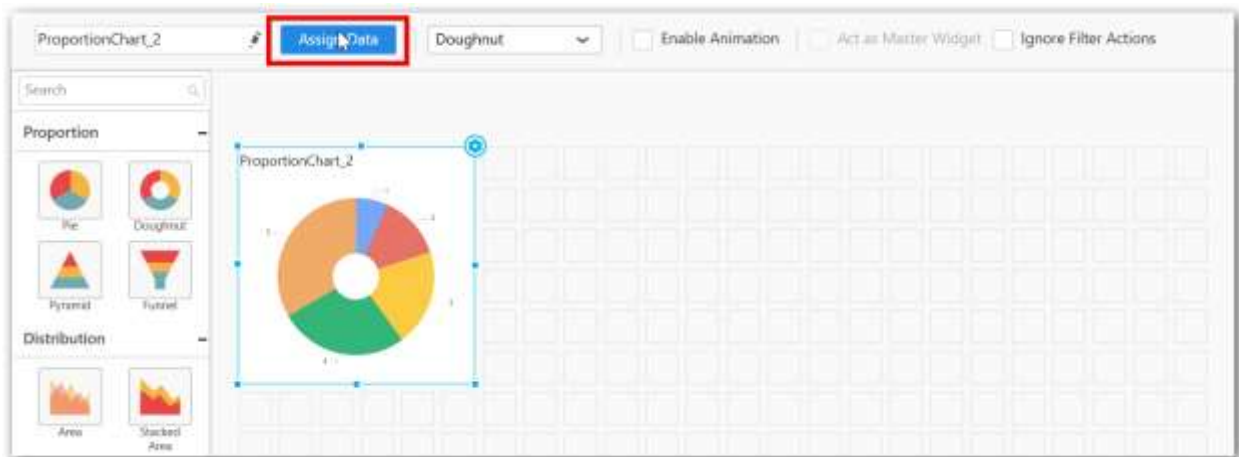 ProportionChart_2
Assign Data
Doughnut
Enable Animation
Act as Master Widget
Ignore Filter Actions
Search
Proportion
Pie
Doughnut
Pyramid
Funnel
Distribution
Area
Stacked
Area
ProportionChart_2
4